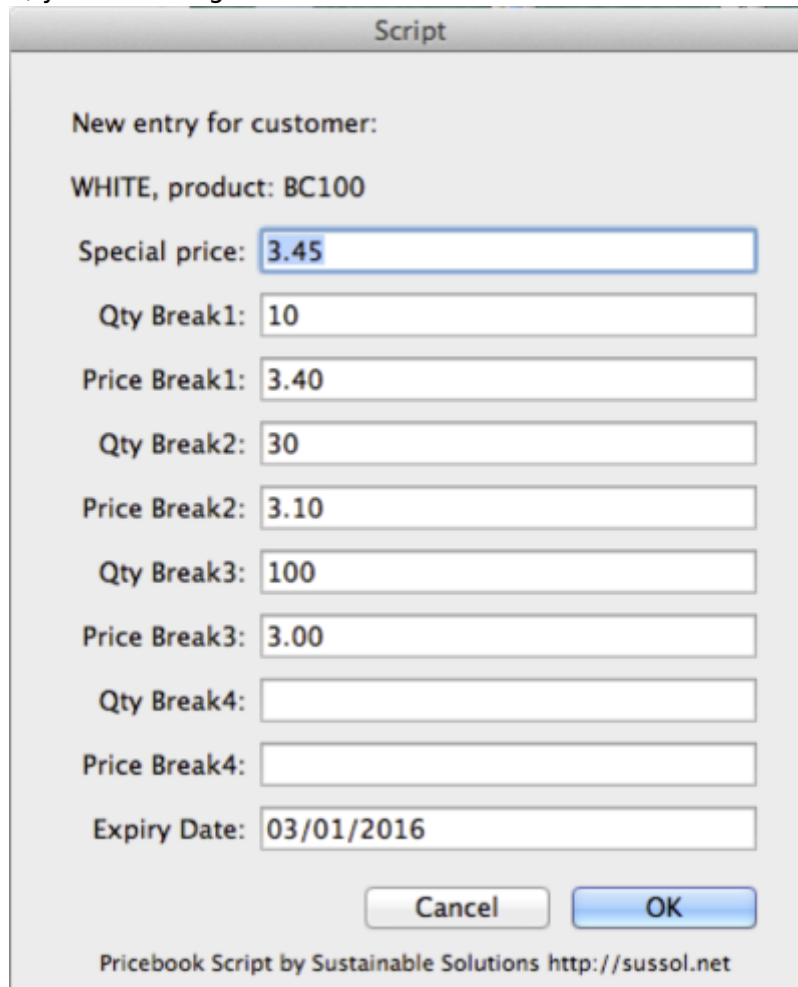 Script
New entry for customer:
WHITE, product: BC100
Special price: 3.45
Qty Break1: 10
Price Break1: 3.40
Qty Break2: 30
Price Break2: 3.10
Qty Break3: 100
Price Break3: 3.00
Qty Break4:
Price Break4:
Expiry Date: 03/01/2016
Cancel OK
Pricebook Script by Sustainable Solutions http://sussol.net